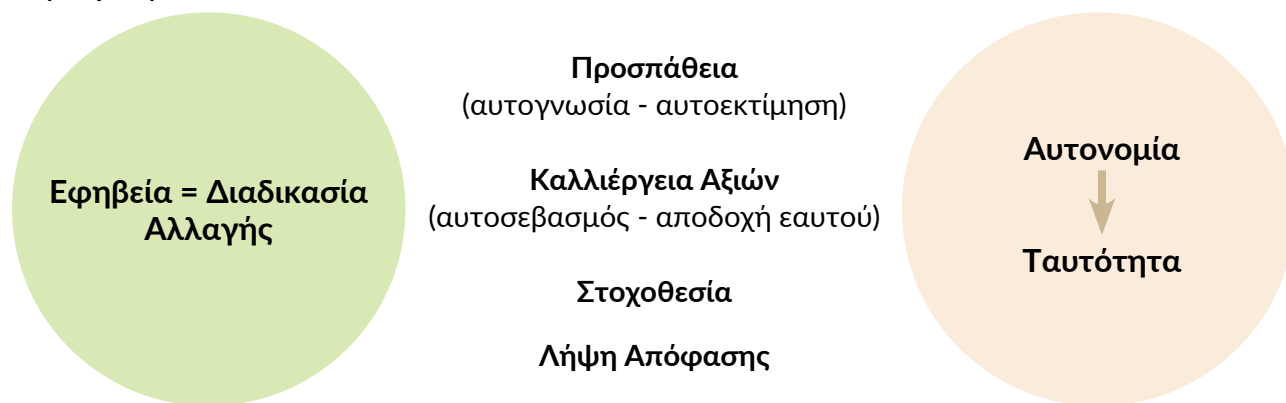 Εφηβεία = Διαδικασία
Αλλαγής
Προσπάθεια
(αυτογνωσία - αυτοεκτίμηση)
Καλλιέργεια Αξιών
(αυτοσεβασμός - αποδοχή εαυτού)
Στοχοθεσία
Λήψη Απόφασης
Αυτονομία
Ταυτότητα